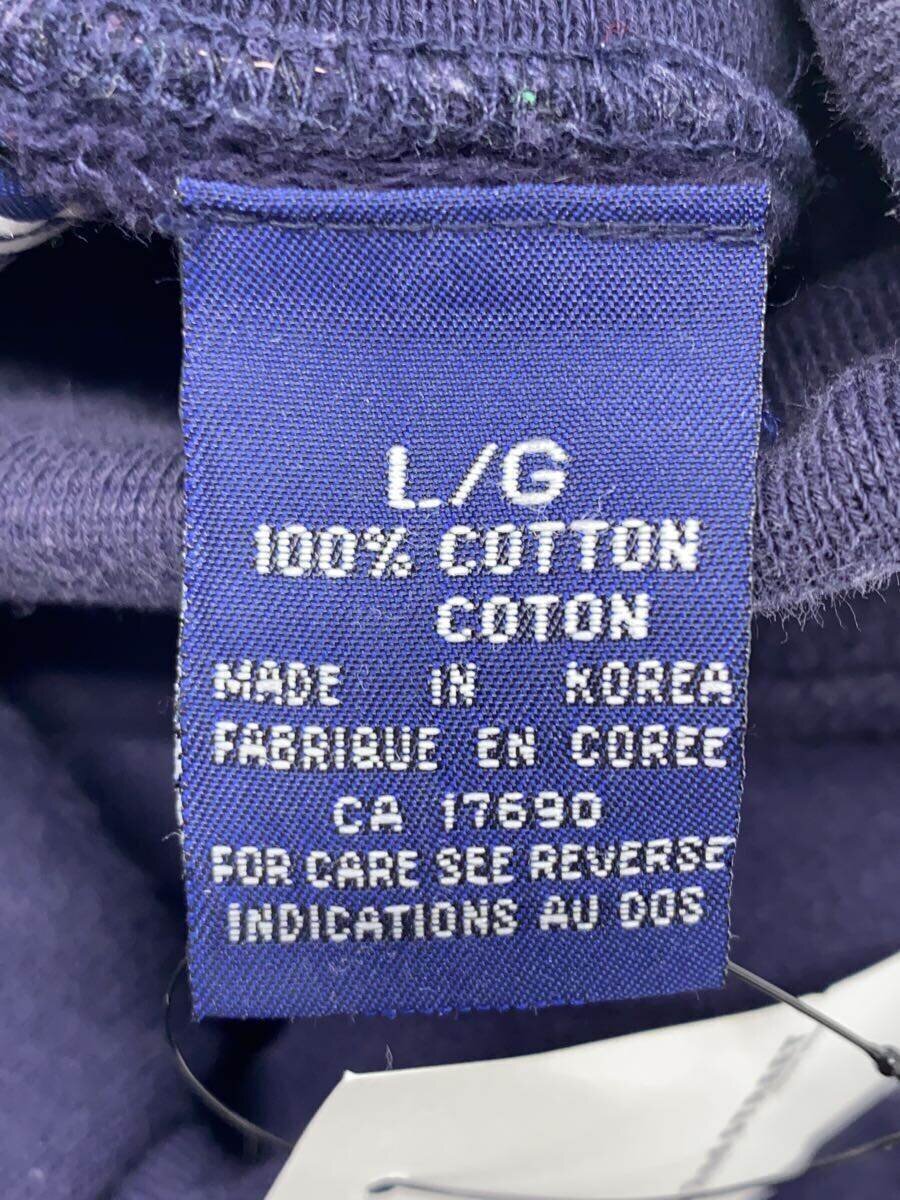 L/G
100% COTTON
COTON
MADE IN KOREA
FABRIQUE EN COREE
CA 17690
FOR CARE SEE REVERSE
INDICATIONS AU DOS